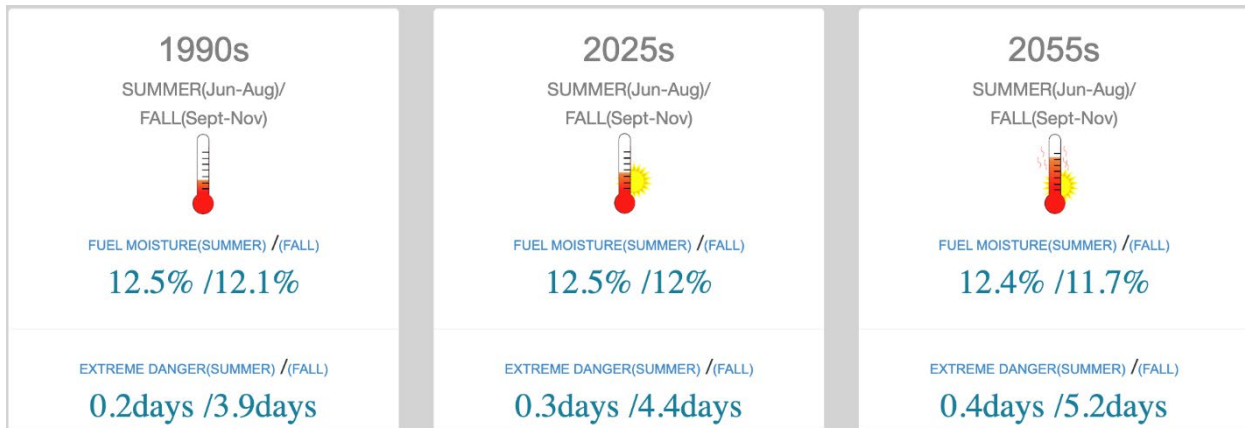 1990s
SUMMER(Jun-Aug)/
FALL(Sept-Nov)
FUEL MOISTURE(SUMMER) /(FALL)
12.5% /12.1%
EXTREME DANGER(SUMMER) /(FALL)
0.2days /3.9days
2025s
SUMMER(Jun-Aug)/
FALL(Sept-Nov)
FUEL MOISTURE(SUMMER) /(FALL)
12.5% /12%
EXTREME DANGER(SUMMER) /(FALL)
0.3days /4.4days
2055s
SUMMER(Jun-Aug)/
FALL(Sept-Nov)
FUEL MOISTURE(SUMMER) /(FALL)
12.4% /11.7%
EXTREME DANGER(SUMMER) /(FALL)
0.4days /5.2days